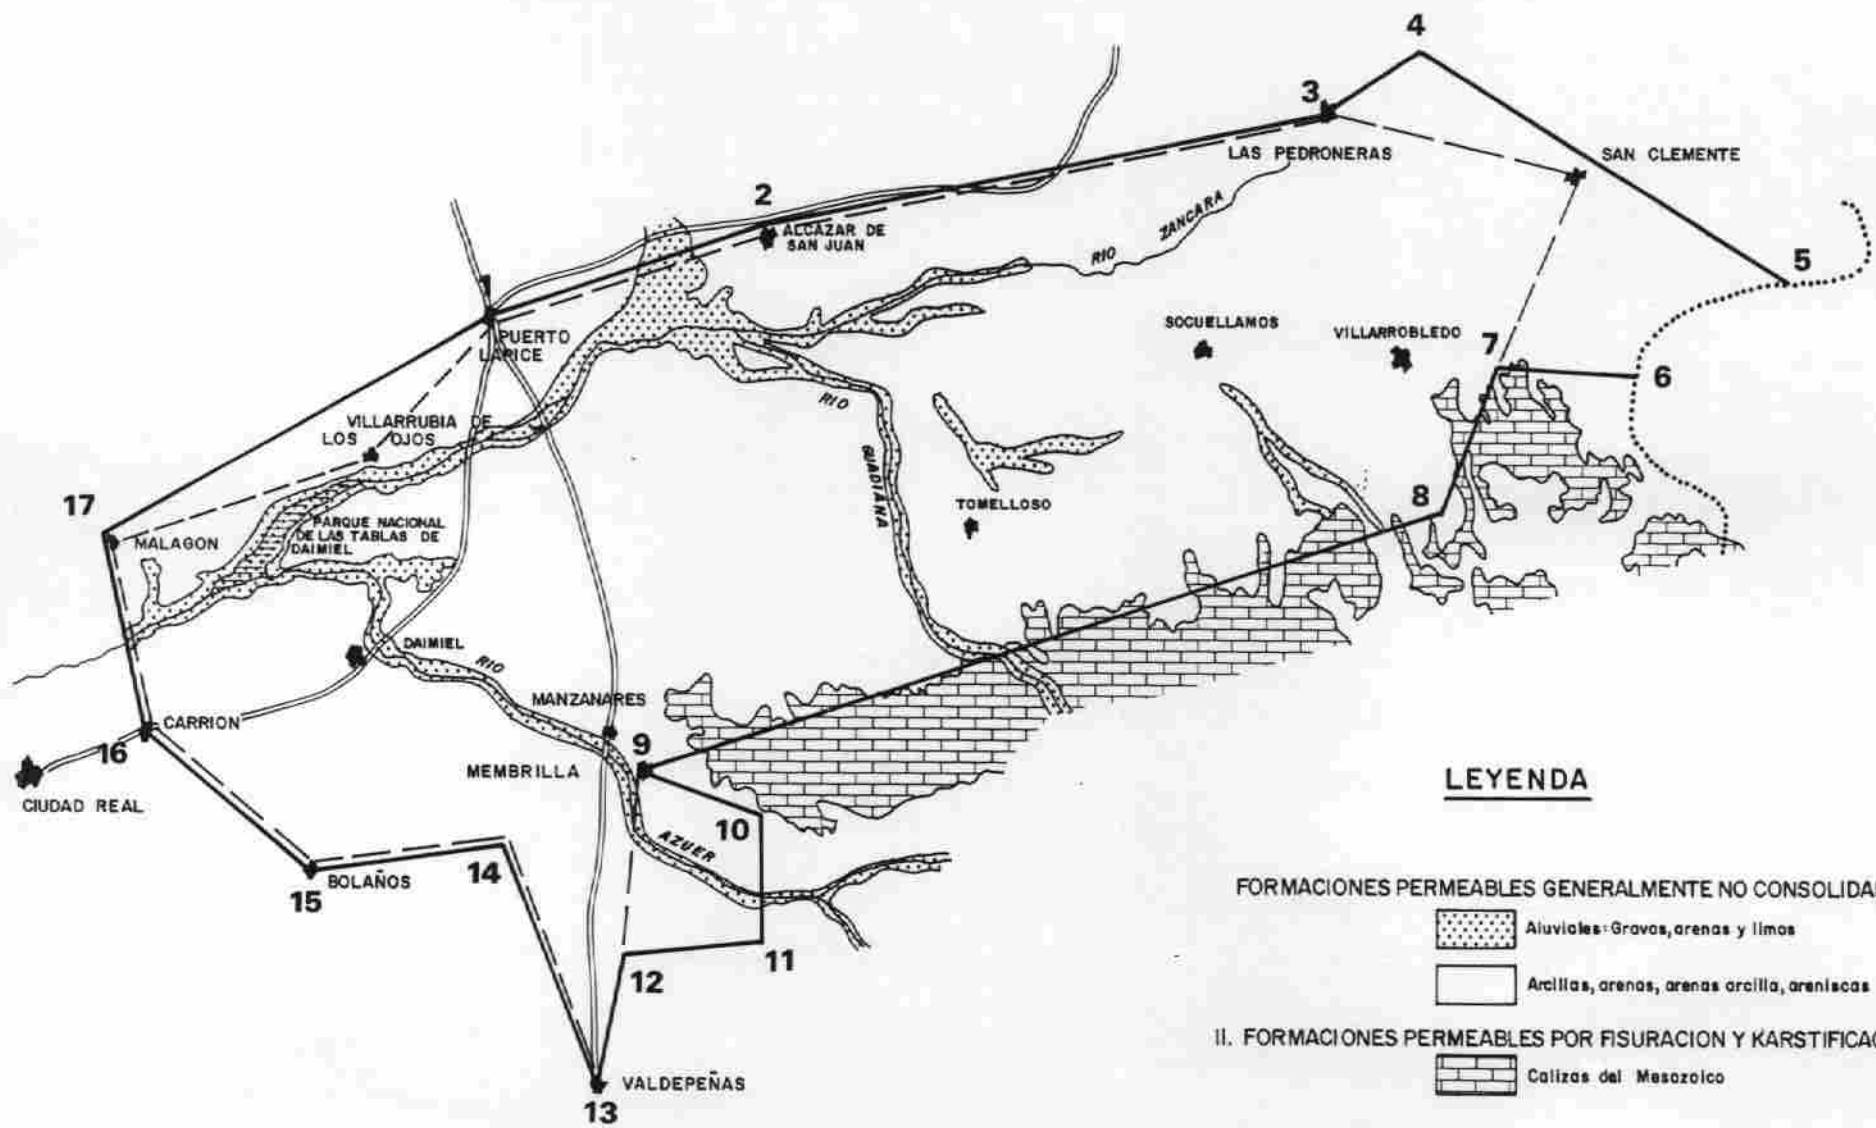 4
3
LAS PEDRONERAS
SAN CLEMENTE
2
ALCAZAR DE
SAN JUAN
RIO ZANCARA
5
1
PUERTO
LAPICE
SOCUELLAMOS
VILLARROBLEDO
7
6
RIO GUADIANA
VILLARRUBIA DE
LOS OJOS
TOMELLOSO
8
17
MALAGON
PARQUE NACIONAL
DE LAS TABLAS DE
DAIMIEL
DAIMIEL
RIO AZUER
MANZANARES
CARRION
16
9
MEMBRILLA
CIUDAD REAL
10
14
15
BOLAÑOS
11
12
VALDEPEÑAS
13
LEYENDA
FORMACIONES PERMEABLES GENERALMENTE NO CONSOLIDA
Aluviales: Gravas, arenas y limos
Arcillas, arenas, arenas arcilla, areniscas
II. FORMACIONES PERMEABLES POR FISURACION Y KARSTIFICAC
Calizas del Mesozoico